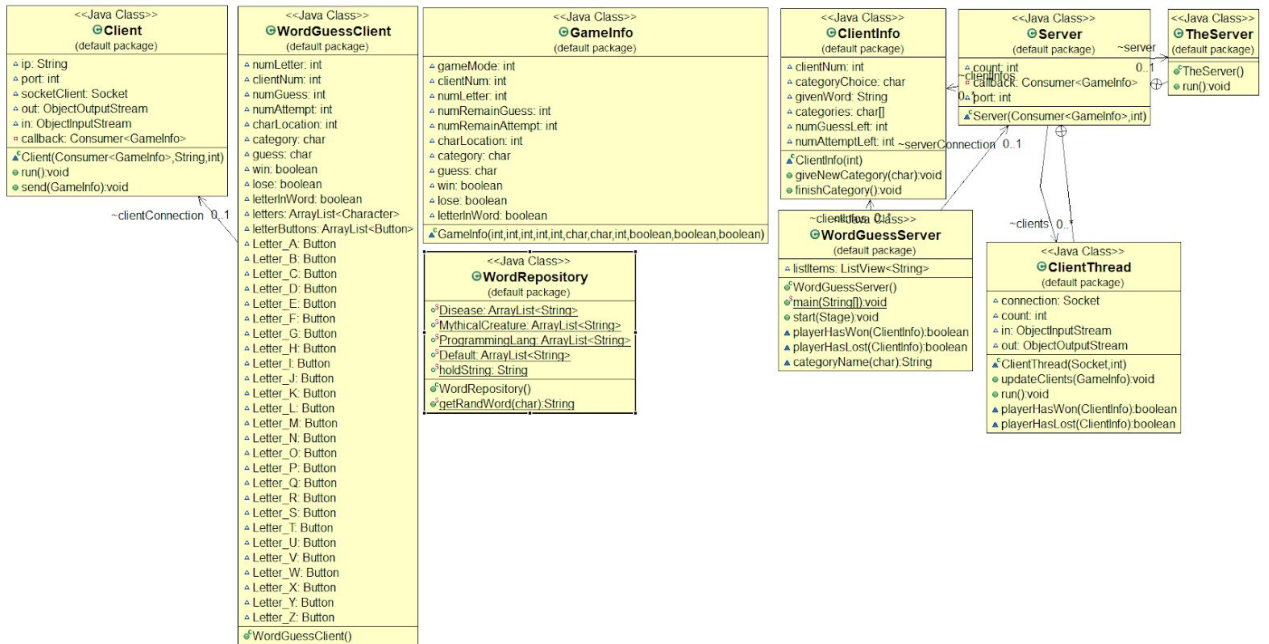 <<Java Class>>
Client
(default package)
ip: String
port: int
socketClient: Socket
out: ObjectOutputStream
in: ObjectInputStream
callback: Consumer<GameInfo>
Client(Consumer<GameInfo>,String,int)
run():void
send(GameInfo):void
~clientConnection 0..1
<<Java Class>>
WordGuessClient
(default package)
numLetter: int
clientNum: int
numGuess: int
numAttempt: int
charLocation: int
category: char
guess: char
win: boolean
lose: boolean
letterInWord: boolean
letters: ArrayList<Character>
letterButtons: ArrayList<Button>
Letter_A: Button
Letter_B: Button
Letter_C: Button
Letter_D: Button
Letter_E: Button
Letter_F: Button
Letter_G: Button
Letter_H: Button
Letter_I: Button
Letter_J: Button
Letter_K: Button
Letter_L: Button
Letter_M: Button
Letter_N: Button
Letter_O: Button
Letter_P: Button
Letter_Q: Button
Letter_R: Button
Letter_S: Button
Letter_T: Button
Letter_U: Button
Letter_V: Button
Letter_W: Button
Letter_X: Button
Letter_Y: Button
Letter_Z: Button
WordGuessClient()
<<Java Class>>
GameInfo
(default package)
gameMode: int
clientNum: int
numLetter: int
numRemainGuess: int
numRemainAttempt: int
charLocation: int
category: char
guess: char
win: boolean
lose: boolean
letterInWord: boolean
GameInfo(int,int,int,int,int,char,char,int,boolean,boolean,boolean)
<<Java Class>>
WordRepository
(default package)
Disease: ArrayList<String>
MythicalCreature: ArrayList<String>
ProgrammingLang: ArrayList<String>
Default: ArrayList<String>
holdString: String
WordRepository()
getRandWord(char):String
<<Java Class>>
ClientInfo
(default package)
clientNum: int
categoryChoice: char
givenWord: String
categories: char[]
numGuessLeft: int
numAttemptLeft: int
ClientInfo(int)
giveNewCategory(char):void
finishCategory():void
~clientInfos 0..*
<<Java Class>>
WordGuessServer
(default package)
listItems: ListView<String>
WordGuessServer()
main(String[]):void
start(Stage):void
playerHasWon(ClientInfo):boolean
playerHasLost(ClientInfo):boolean
categoryName(char):String
~serverConnection 0..1
<<Java Class>>
Server
(default package)
count: int
callback: Consumer<GameInfo>
port: int
Server(Consumer<GameInfo>,int)
~clientInfos
0..*
~server
0..1
<<Java Class>>
TheServer
(default package)
TheServer()
run():void
~clients 0..*
<<Java Class>>
ClientThread
(default package)
connection: Socket
count: int
in: ObjectInputStream
out: ObjectOutputStream
ClientThread(Socket,int)
updateClients(GameInfo):void
run():void
playerHasWon(ClientInfo):boolean
playerHasLost(ClientInfo):boolean